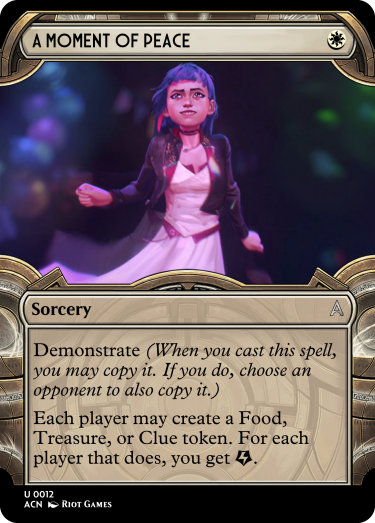 A MOMENT OF PEACE
Sorcery
Demonstrate (When you cast this spell,
you may copy it. If you do, choose an
opponent to also copy it.)
Each player may create a Food,
Treasure, or Clue token. For each
player that does, you get .
U 0012
ACN RIOT GAMES